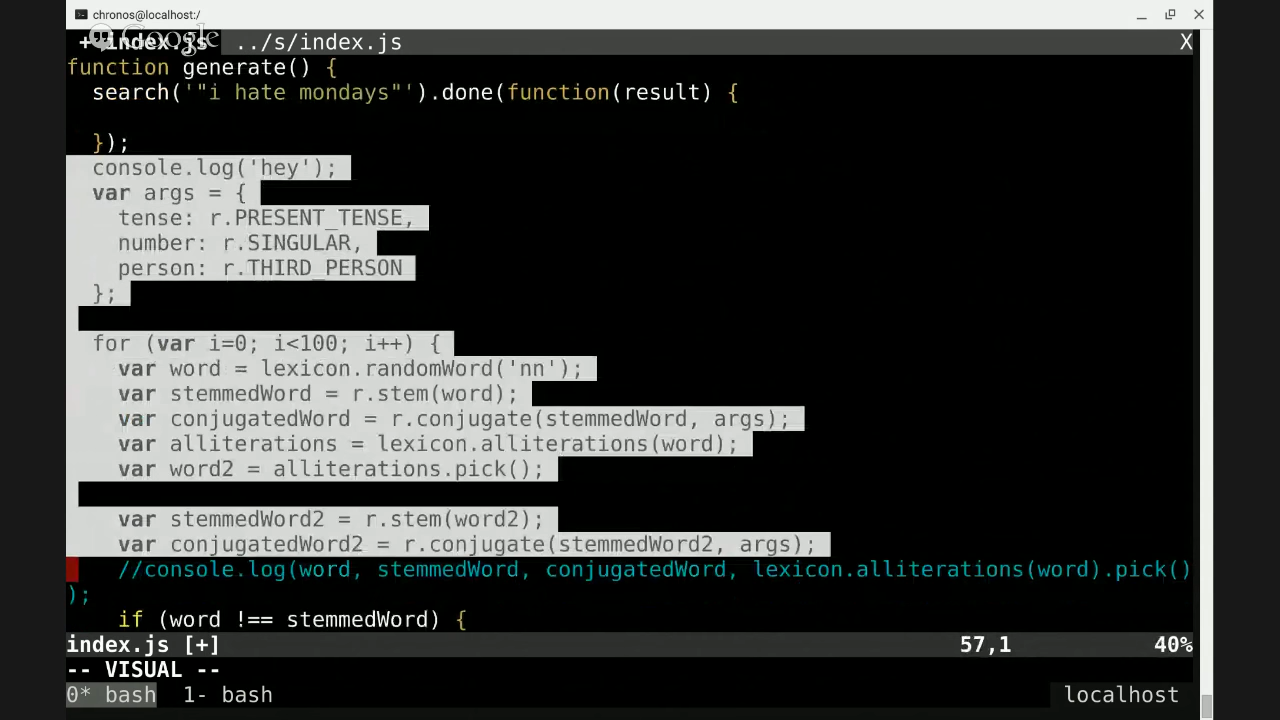 chronos@localhost:/
Google
+ index.js ../s/index.js X
function generate() {
search('"i hate mondays"').done(function(result) {
});
console.log('hey');
var args = {
tense: r.PRESENT_TENSE,
number: r.SINGULAR,
person: r.THIRD_PERSON
};
for (var i=0; i<100; i++) {
var word = lexicon.randomWord('nn');
var stemmedWord = r.stem(word);
var conjugatedWord = r.conjugate(stemmedWord, args);
var alliterations = lexicon.alliterations(word);
var word2 = alliterations.pick();
var stemmedWord2 = r.stem(word2);
var conjugatedWord2 = r.conjugate(stemmedWord2, args);
//console.log(word, stemmedWord, conjugatedWord, lexicon.alliterations(word).pick()
);
if (word !== stemmedWord) {
index.js [+] 57,1 40%
-- VISUAL --
0* bash 1- bash localhost